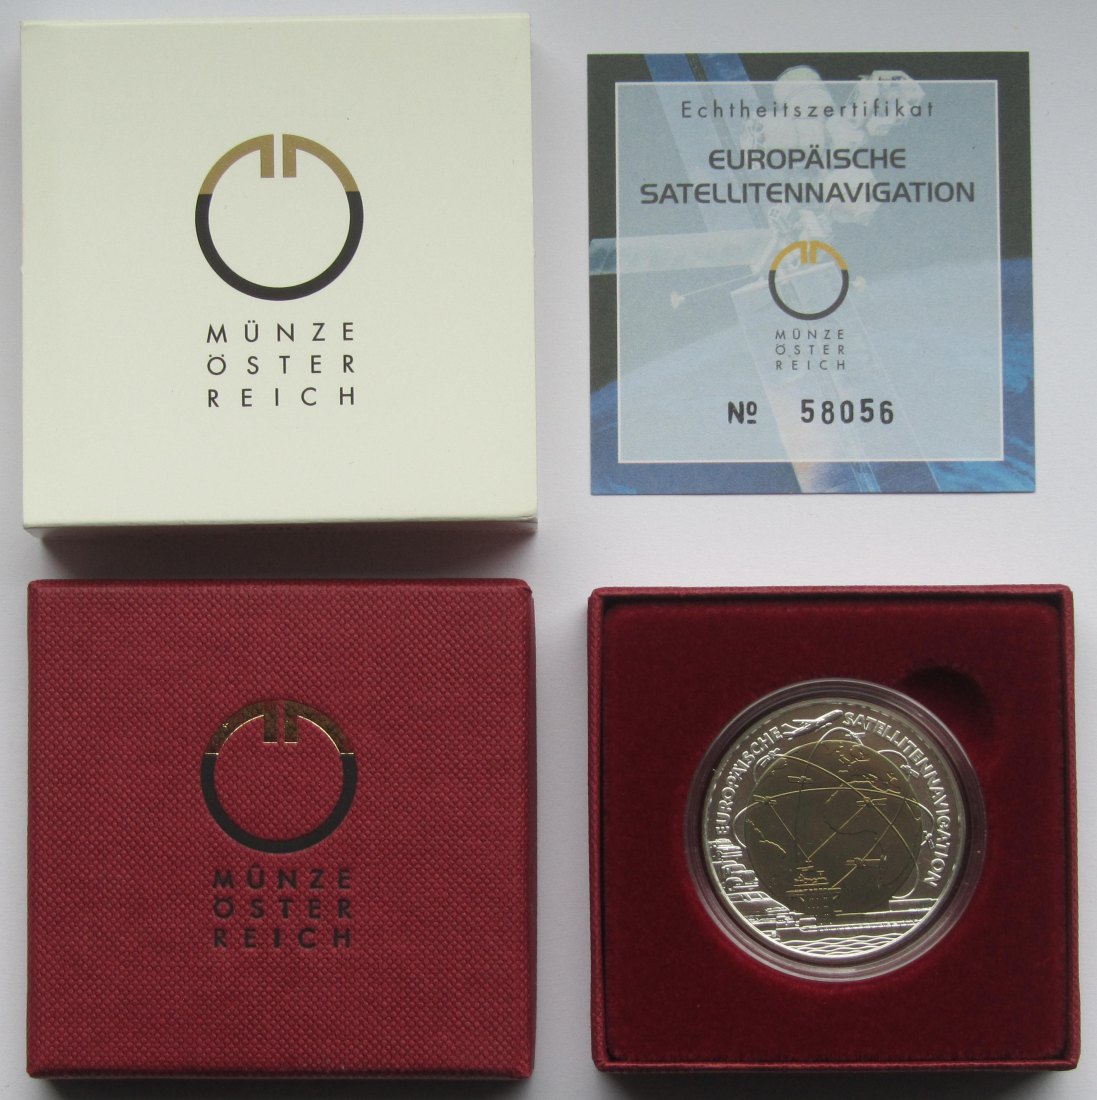 MÜNZE
ÖSTER
REICH
Echtheitszertifikat
EUROPÄISCHE
SATELLITENNAVIGATION
MÜNZE
ÖSTER
REICH
Nº 58056
MÜNZE
ÖSTER
REICH
EUROPÄISCHE SATELLITENNAVIGATION